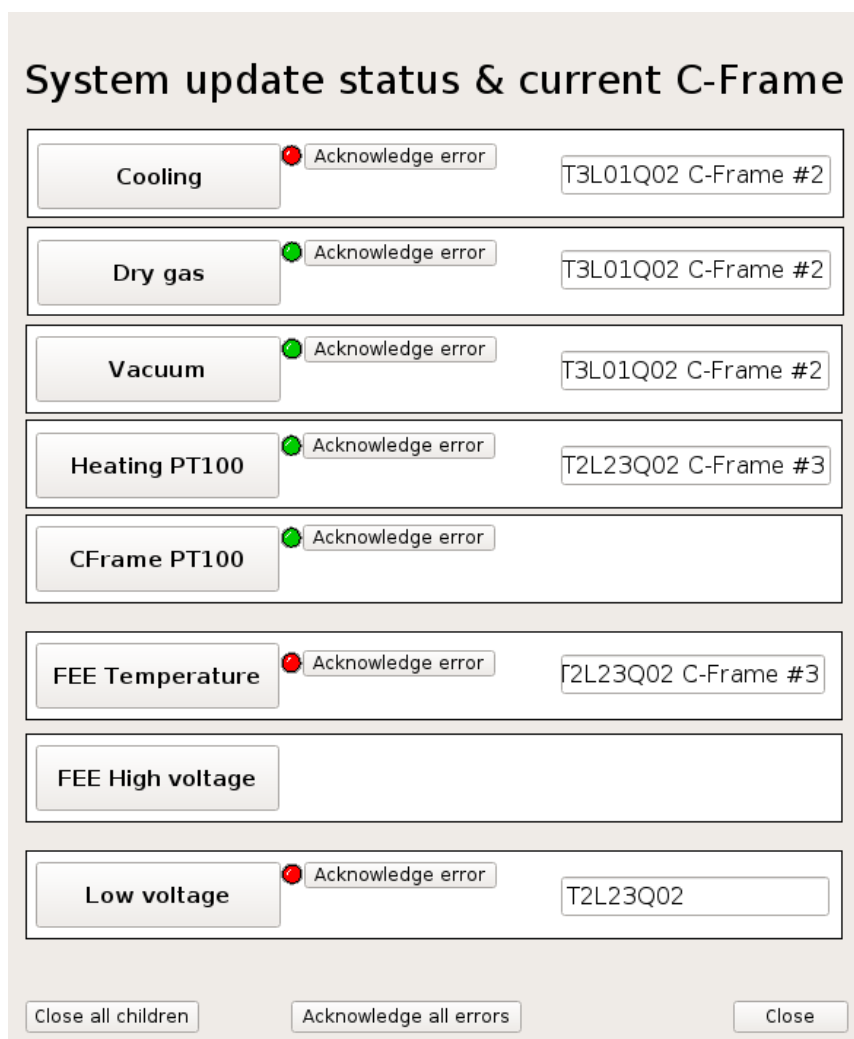 System update status & current C-Frame
Cooling Acknowledge error T3L01Q02 C-Frame #2
Dry gas Acknowledge error T3L01Q02 C-Frame #2
Vacuum Acknowledge error T3L01Q02 C-Frame #2
Heating PT100 Acknowledge error T2L23Q02 C-Frame #3
CFrame PT100 Acknowledge error
FEE Temperature Acknowledge error T2L23Q02 C-Frame #3
FEE High voltage
Low voltage Acknowledge error T2L23Q02
Close all children Acknowledge all errors Close